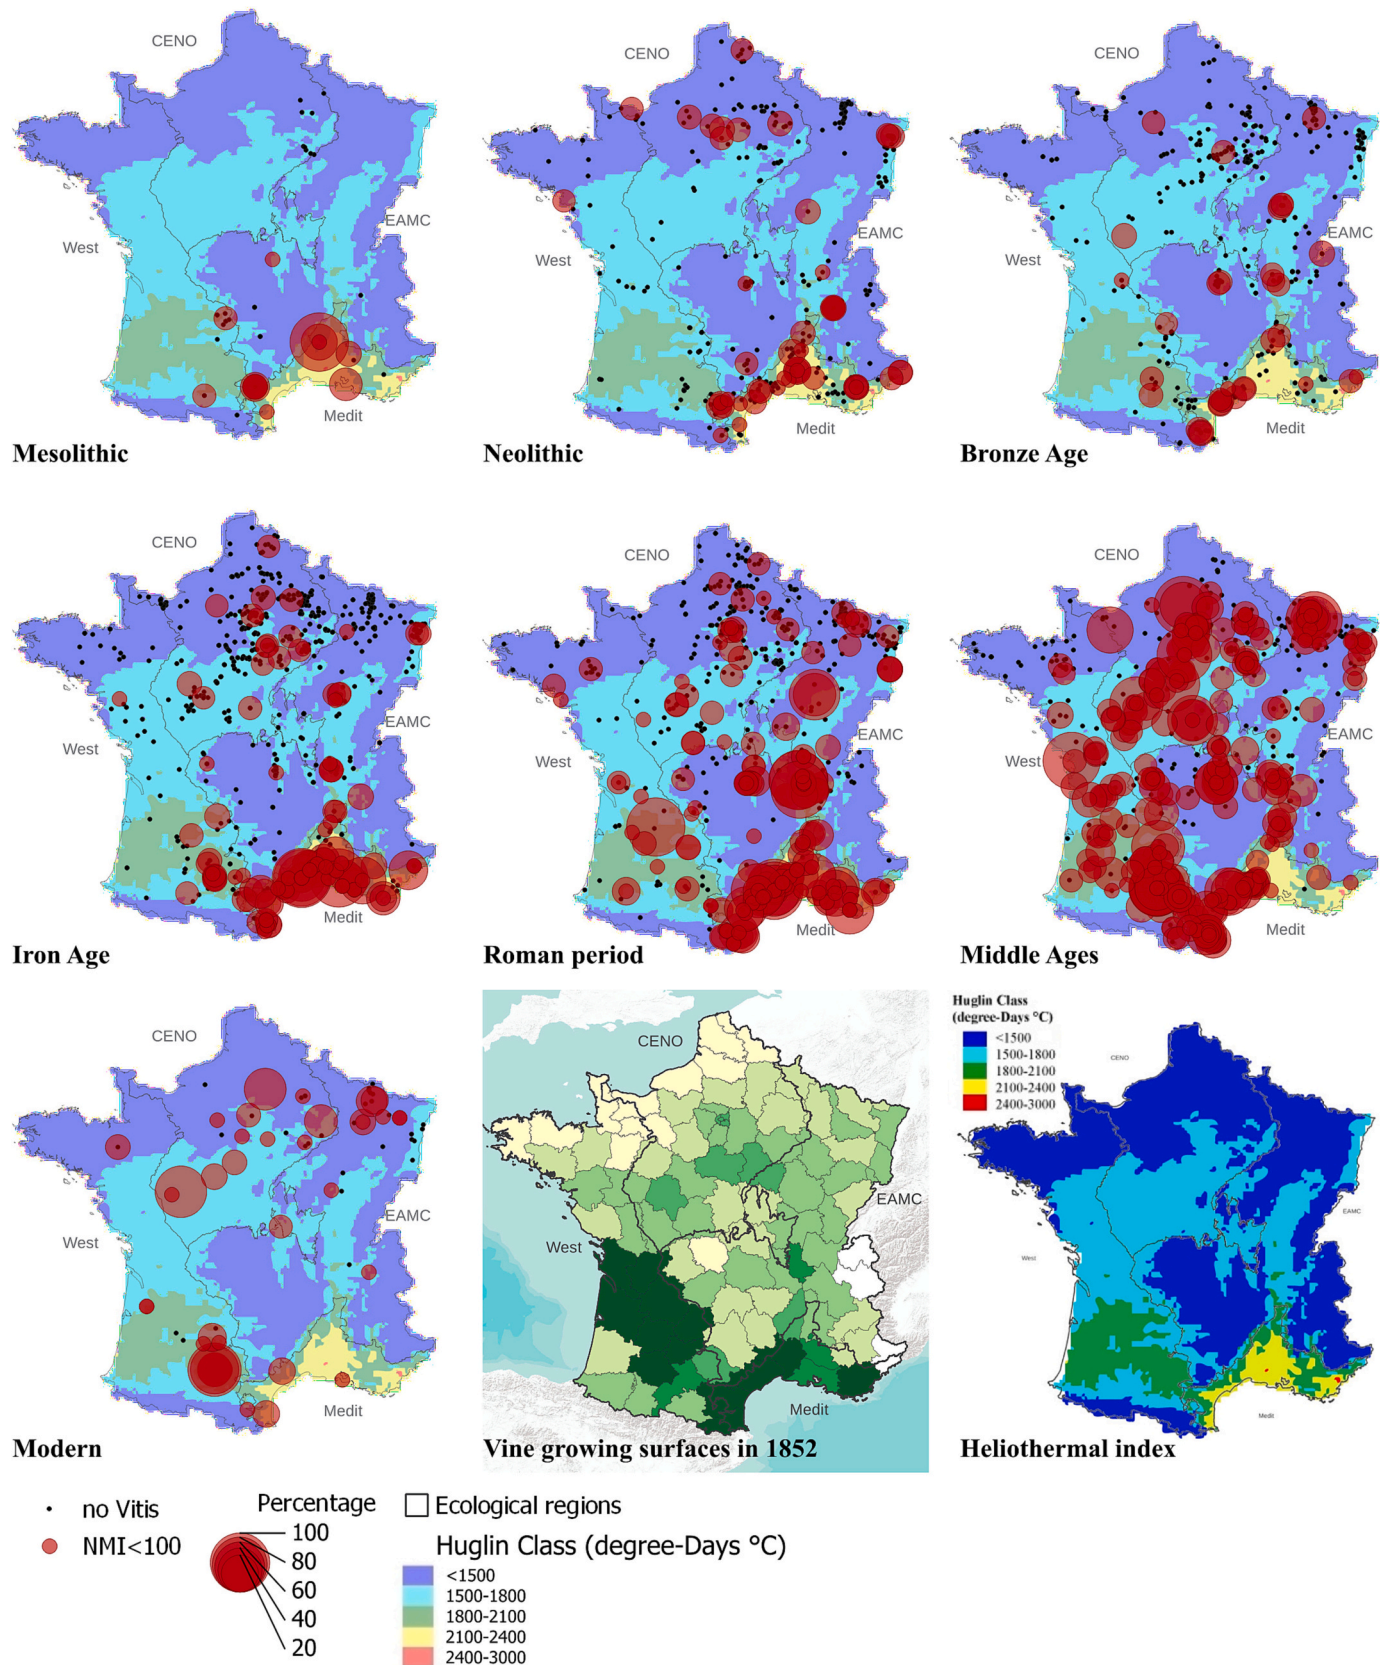 CENO
West
EAMC
Medit
Mesolithic
CENO
West
EAMC
Medit
Neolithic
CENO
West
EAMC
Medit
Bronze Age
CENO
West
EAMC
Medit
Iron Age
CENO
West
EAMC
Medit
Roman period
CENO
West
EAMC
Medit
Middle Ages
CENO
West
EAMC
Medit
Modern
CENO
West
EAMC
Medit
Vine growing surfaces in 1852
Huglin Class
(degree-Days °C)
<1500
1500-1800
1800-2100
2100-2400
2400-3000
CENO
West
EAMC
Medit
Heliothermal index
no Vitis
NMI<100
Percentage
100
80
60
40
20
Ecological regions
Huglin Class (degree-Days °C)
<1500
1500-1800
1800-2100
2100-2400
2400-3000